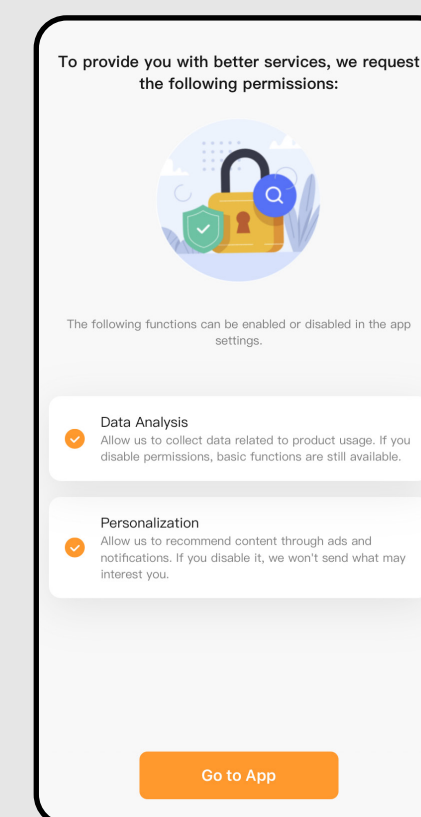 To provide you with better services, we request
the following permissions:
The following functions can be enabled or disabled in the app
settings.
Data Analysis
Allow us to collect data related to product usage. If you
disable permissions, basic functions are still available.
Personalization
Allow us to recommend content through ads and
notifications. If you disable it, we won't send what may
interest you.
Go to App